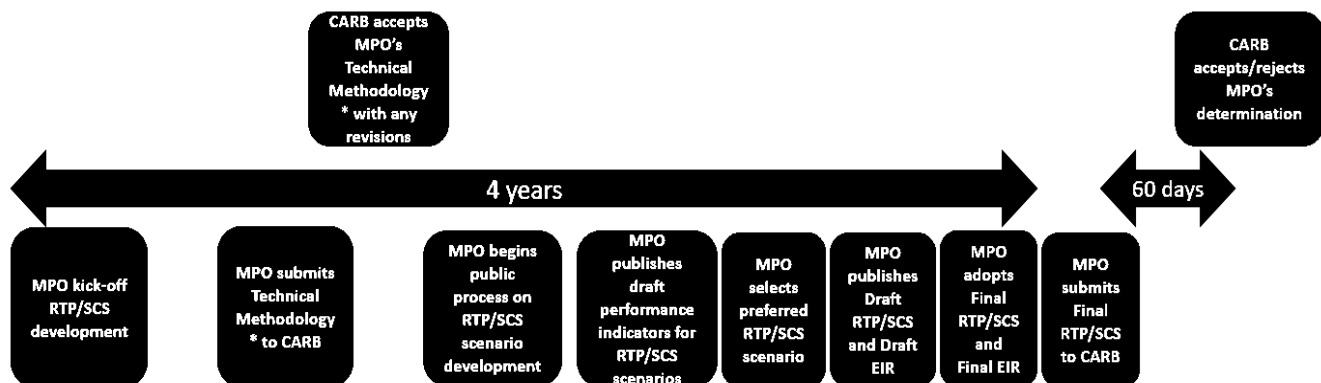 CARB accepts
MPO's
Technical
Methodology
* with any
revisions
CARB
accepts/rejects
MPO's
determination
4 years
60 days
MPO kick-off
RTP/SCS
development
MPO submits
Technical
Methodology
* to CARB
MPO begins
public
process on
RTP/SCS
scenario
development
MPO
publishes
draft
performance
indicators for
RTP/SCS
scenarios
MPO
selects
preferred
RTP/SCS
scenario
MPO
publishes
Draft
RTP/SCS
and Draft
EIR
MPO
adopts
Final
RTP/SCS
and
Final EIR
MPO
submits
Final
RTP/SCS
to CARB